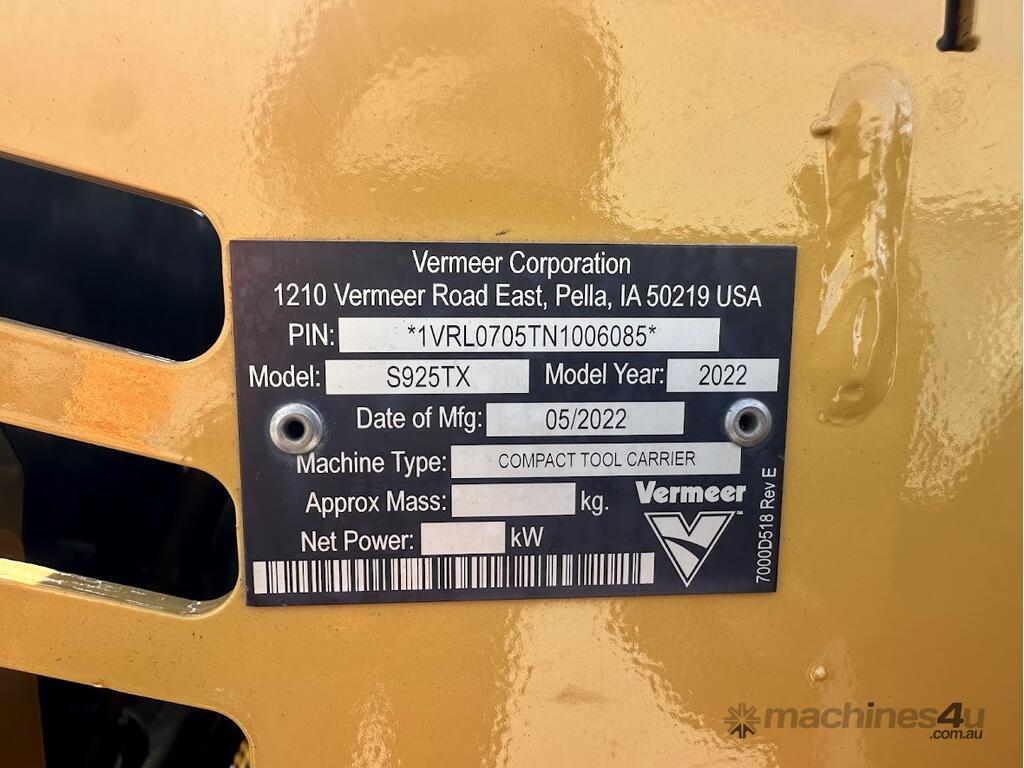 Vermeer Corporation
1210 Vermeer Road East, Pella, IA 50219 USA
PIN: *1VRL0705TN1006085*
Model: S925TX Model Year: 2022
Date of Mfg: 05/2022
Machine Type: COMPACT TOOL CARRIER
Approx Mass: kg.
Net Power: kW
Vermeer
™
7000D518 Rev E
machines4u
.com.au